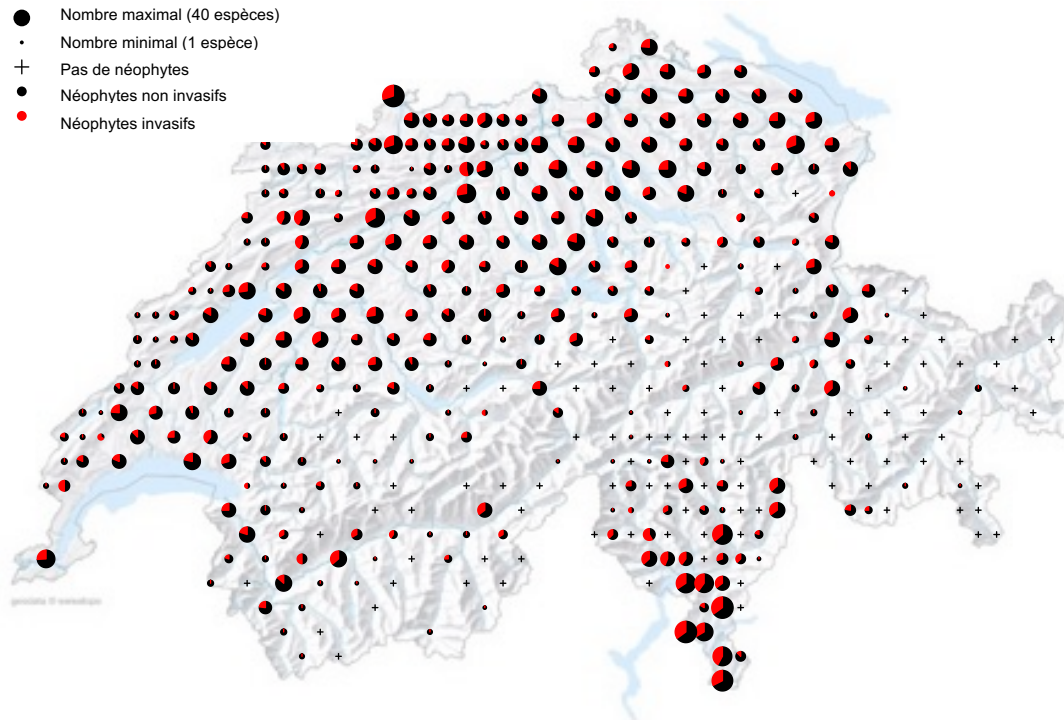 Nombre maximal (40 espèces)
Nombre minimal (1 espèce)
Pas de néophytes
Néophytes non invasifs
Néophytes invasifs